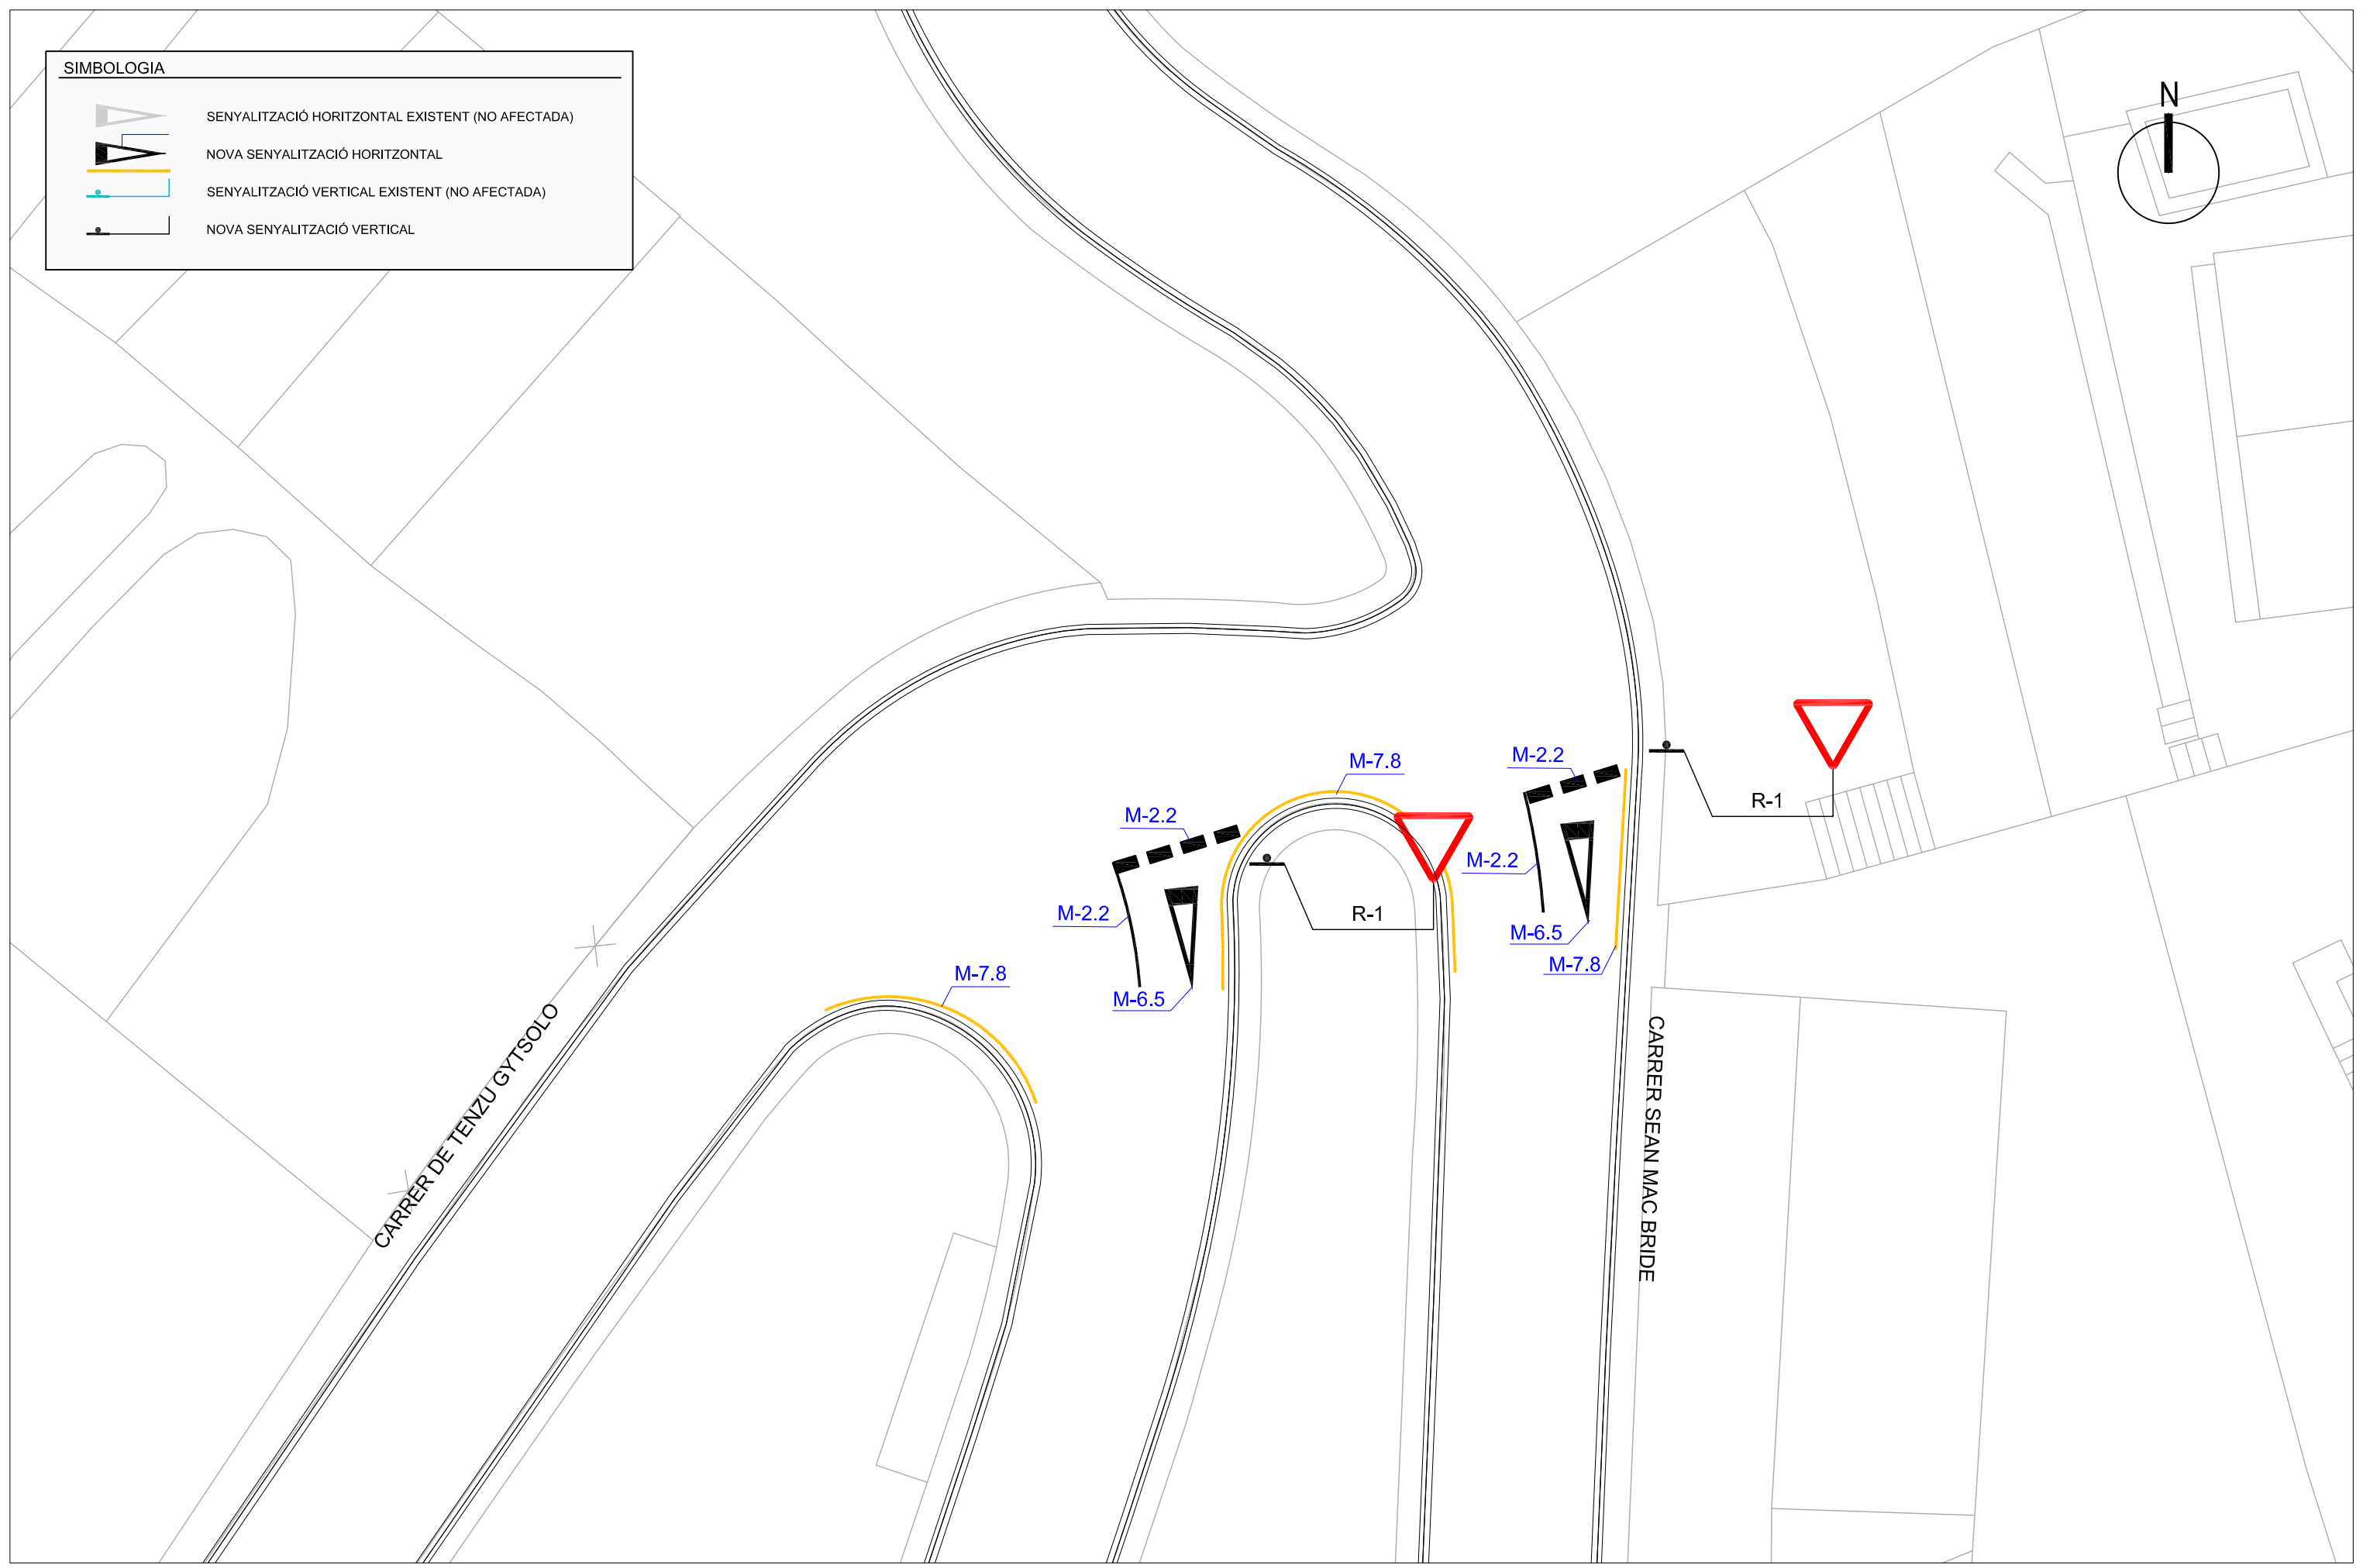 SIMBOLOGIA
SENYALITZACIÓ HORITZONTAL EXISTENT (NO AFECTADA)
NOVA SENYALITZACIÓ HORITZONTAL
SENYALITZACIÓ VERTICAL EXISTENT (NO AFECTADA)
NOVA SENYALITZACIÓ VERTICAL
N
M-7.8
M-2.2
M-2.2
R-1
M-2.2
M-2.2
R-1
M-6.5
M-7.8
M-7.8
M-6.5
CARRER DE TENZU GYTSOLO
CARRER SEAN MAC BRIDE